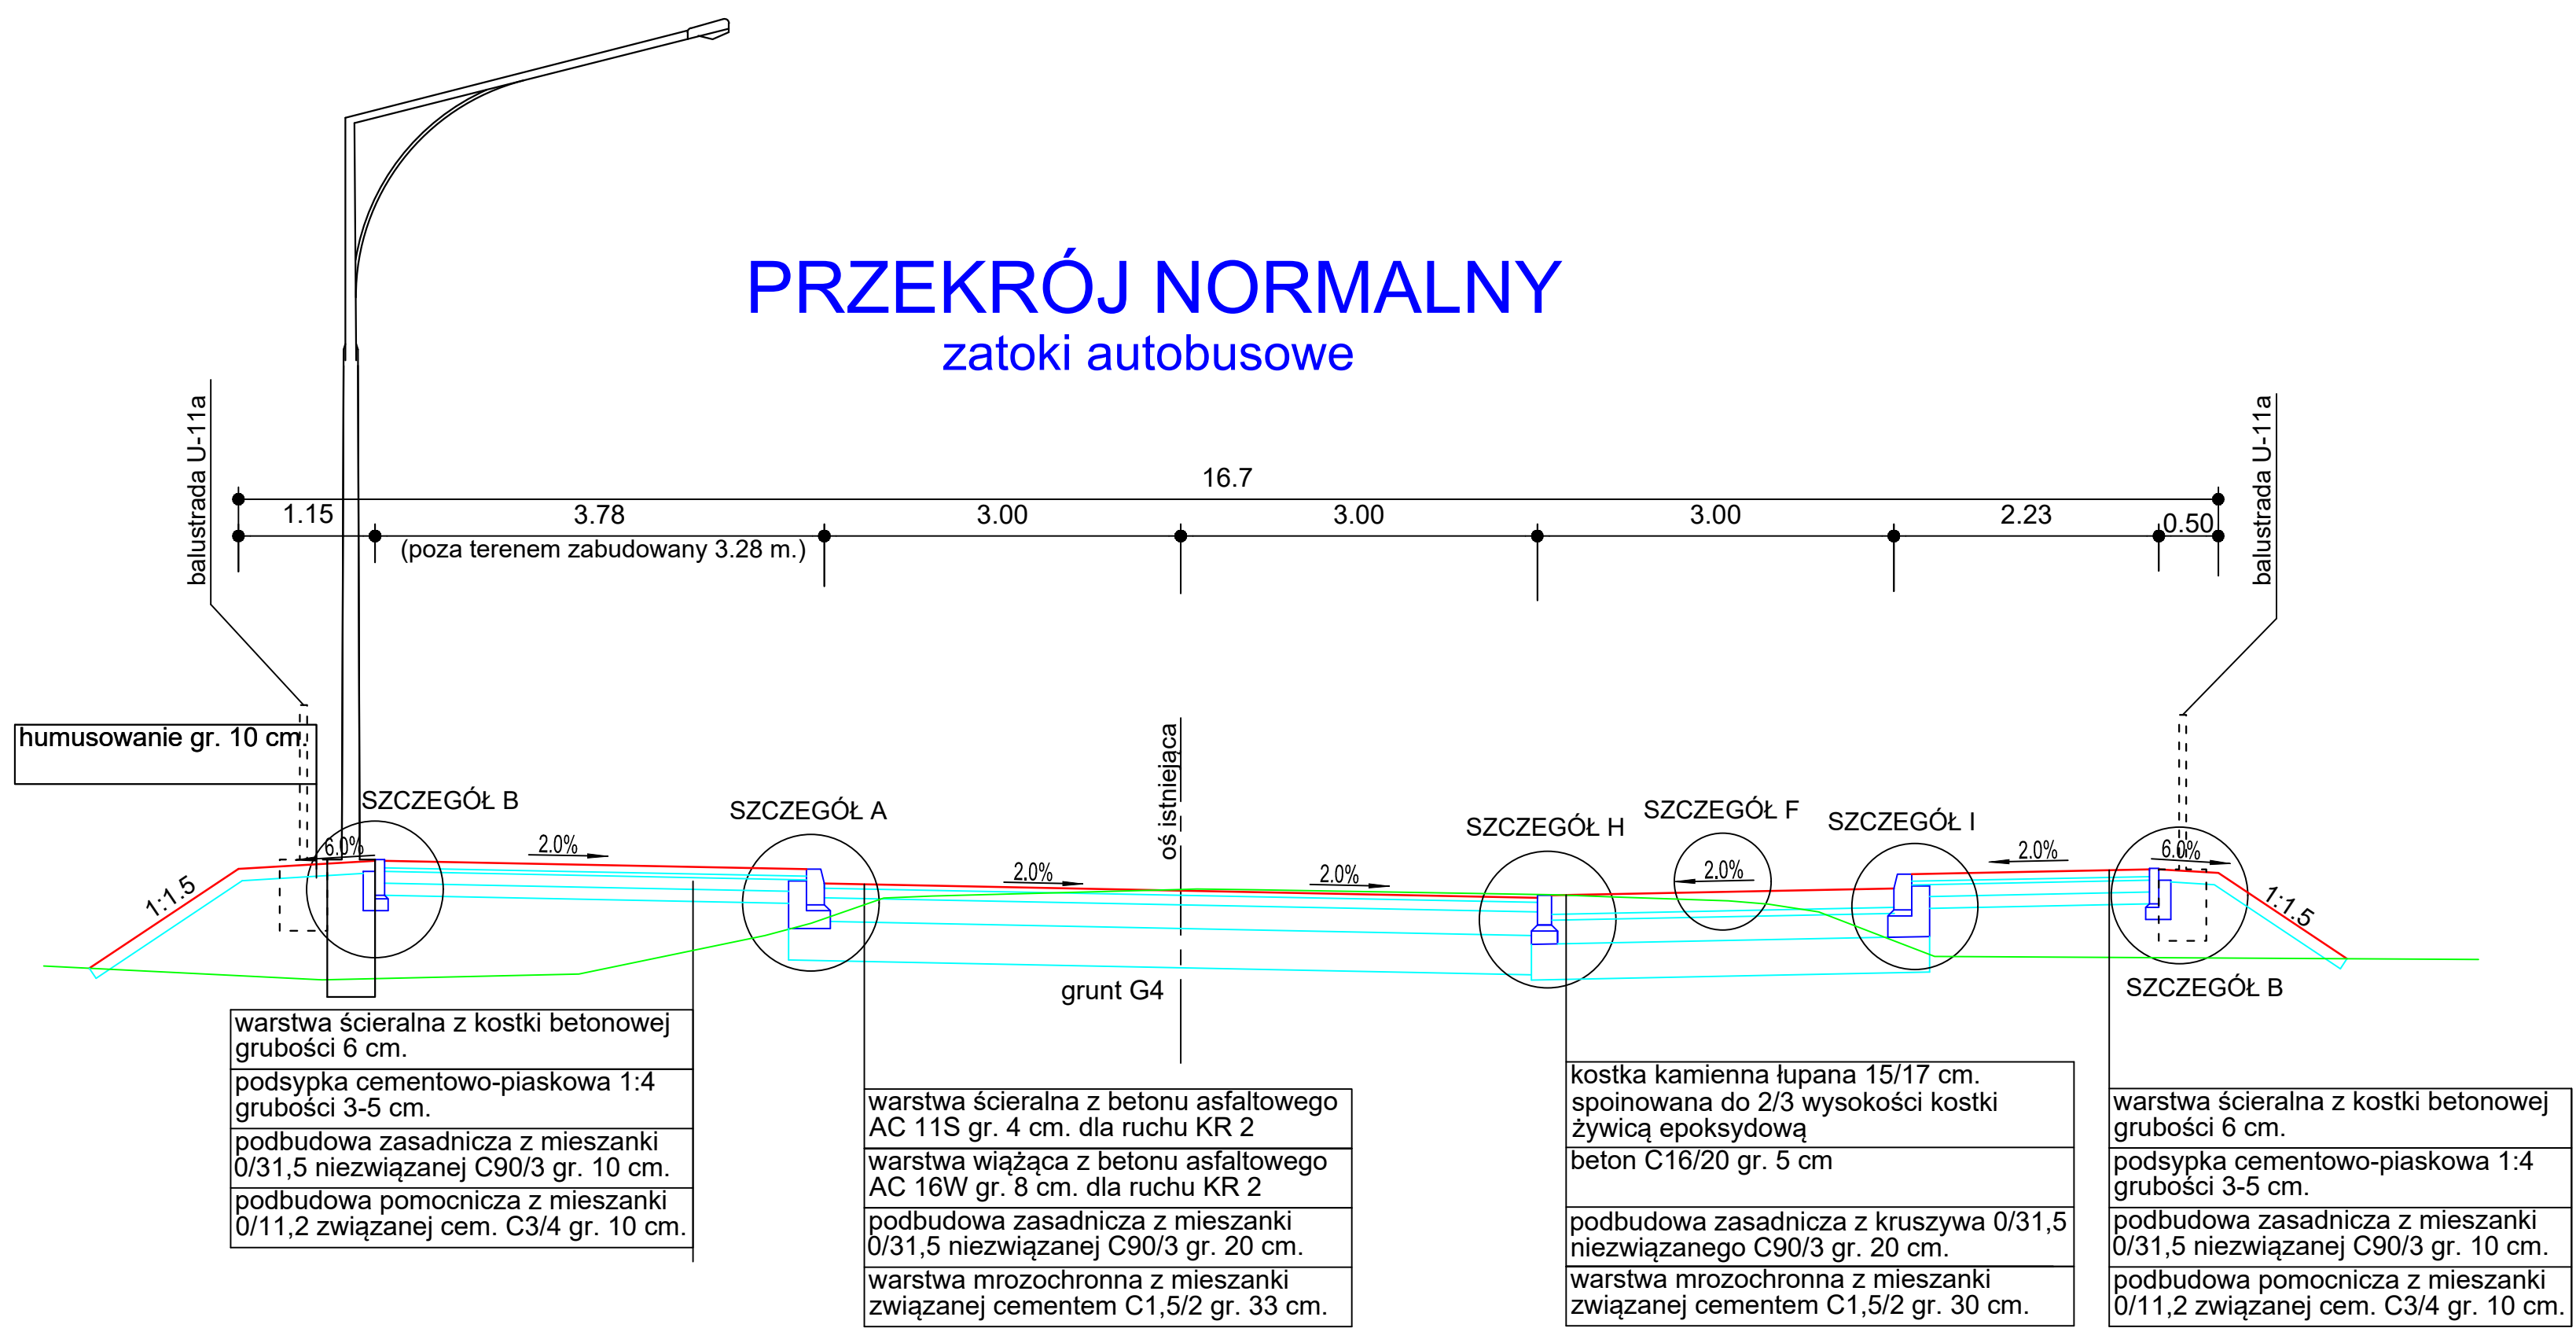 PRZEKRÓJ NORMALNY
zatoki autobusowe
balustrada U-11a
balustrada U-11a
16.7
1.15
3.78
3.00
3.00
3.00
2.23
0.50
(poza terenem zabudowany 3.28 m.)
humusowanie gr. 10 cm.
oś istniejąca
SZCZEGÓŁ B
SZCZEGÓŁ A
SZCZEGÓŁ H
SZCZEGÓŁ F
SZCZEGÓŁ I
6.0%
2.0%
2.0%
2.0%
2.0%
2.0%
6.0%
1:1.5
1:1.5
SZCZEGÓŁ B
grunt G4
warstwa ścieralna z kostki betonowej
grubości 6 cm.
podsypka cementowo-piaskowa 1:4
grubości 3-5 cm.
podbudowa zasadnicza z mieszanki
0/31,5 niezwiązanej C90/3 gr. 10 cm.
podbudowa pomocnicza z mieszanki
0/11,2 związanej cem. C3/4 gr. 10 cm.
warstwa ścieralna z betonu asfaltowego
AC 11S gr. 4 cm. dla ruchu KR 2
warstwa wiążąca z betonu asfaltowego
AC 16W gr. 8 cm. dla ruchu KR 2
podbudowa zasadnicza z mieszanki
0/31,5 niezwiązanej C90/3 gr. 20 cm.
warstwa mrozochronna z mieszanki
związanej cementem C1,5/2 gr. 33 cm.
kostka kamienna łupana 15/17 cm.
spoinowana do 2/3 wysokości kostki
żywicą epoksydową
beton C16/20 gr. 5 cm
podbudowa zasadnicza z kruszywa 0/31,5
niezwiązanego C90/3 gr. 20 cm.
warstwa mrozochronna z mieszanki
związanej cementem C1,5/2 gr. 30 cm.
warstwa ścieralna z kostki betonowej
grubości 6 cm.
podsypka cementowo-piaskowa 1:4
grubości 3-5 cm.
podbudowa zasadnicza z mieszanki
0/31,5 niezwiązanej C90/3 gr. 10 cm.
podbudowa pomocnicza z mieszanki
0/11,2 związanej cem. C3/4 gr. 10 cm.